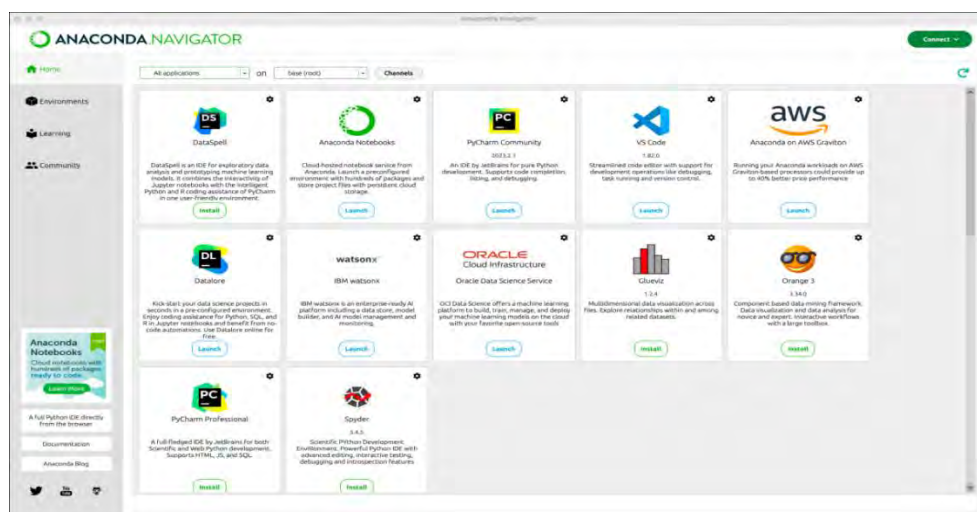 Anaconda Navigator
ANACONDA.NAVIGATOR
Connect
Home
All applications
on
base (root)
Channels
Environments
Learning
Community
DS
DataSpell
DataSpell is an IDE for exploratory data
analysis and prototyping machine learning
models. It combines the interactivity of
Jupyter notebooks with the intelligent
Python and R coding assistance of PyCharm
in one user-friendly environment.
Install
Anaconda Notebooks
Cloud-hosted notebook service from
Anaconda. Launch a preconfigured
environment with hundreds of packages and
store project files with persistent cloud
storage.
Launch
PC
PyCharm Community
2023.2.1
An IDE by JetBrains for pure Python
development. Supports code completion,
listing, and debugging.
Launch
VS Code
1.82.0
Streamlined code editor with support for
development operations like debugging,
task running and version control.
Launch
aws
Anaconda on AWS Graviton
Running your Anaconda workloads on AWS
Graviton-based processors could provide up
to 40% better price performance
Launch
DL
Datalore
Kick-start your data science projects in
seconds in a pre-configured environment.
Enjoy coding assistance for Python, SQL, and
R in Jupyter notebooks and benefit from no-
code automations. Use Datalore online for
free.
Launch
watsonx
IBM watsonx
IBM watsonx is an enterprise-ready AI
platform including a data store, model
builder, and AI model management and
monitoring.
Launch
ORACLE
Cloud Infrastructure
Oracle Data Science Service
OCI Data Science offers a machine learning
platform to build, train, manage, and deploy
your machine learning models on the cloud
with your favorite open-source tools
Launch
Glueviz
1.2.4
Multidimensional data visualization across
files. Explore relationships within and among
related datasets.
Install
Orange 3
3.34.0
Component based data mining framework.
Data visualization and data analysis for
novice and expert. Interactive workflows
with a large toolbox.
Install
PC
PyCharm Professional
A full-fledged IDE by JetBrains for both
Scientific and Web Python development.
Supports HTML, JS, and SQL.
Install
Spyder
5.4.5
Scientific PYthon Development
EnviRonment. Powerful Python IDE with
advanced editing, interactive testing,
debugging and introspection features
Install
Anaconda
Notebooks
Cloud notebooks with
hundreds of packages
ready to code.
Learn More
A full Python IDE directly
from the browser
Documentation
Anaconda Blog